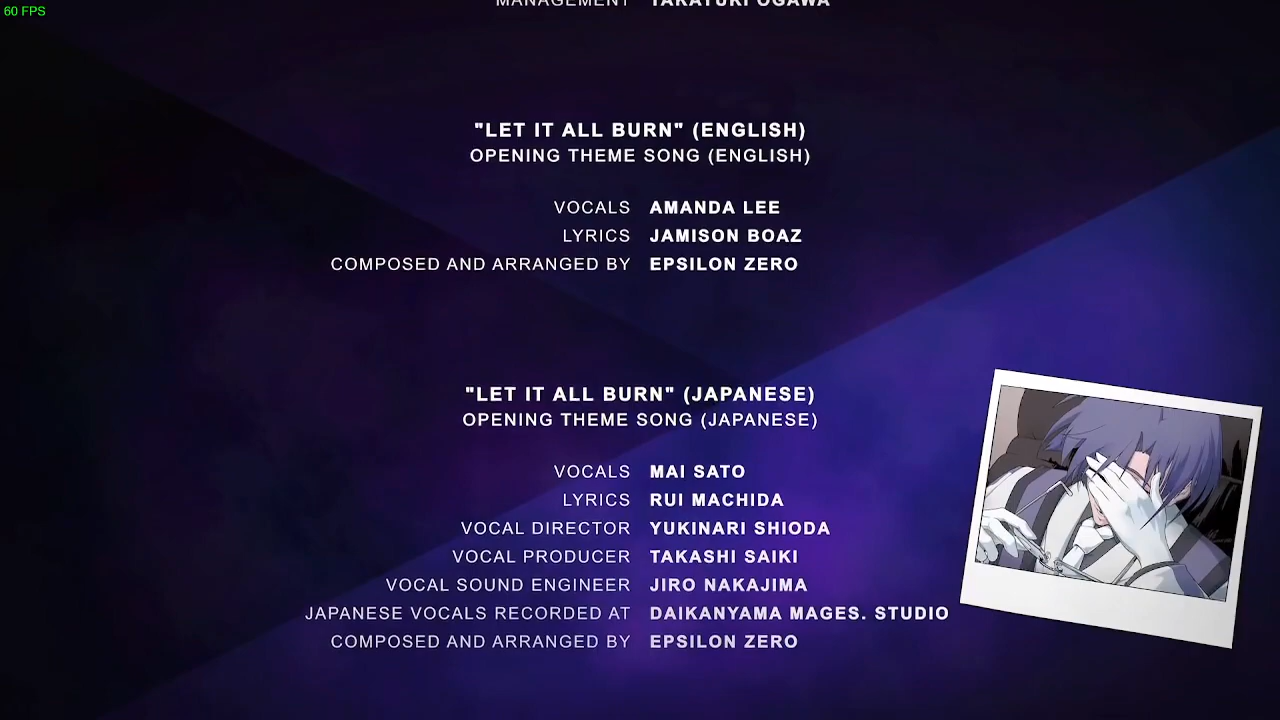 60 FPS
MANAGEMENT TAKAYUKI OGAWA
"LET IT ALL BURN" (ENGLISH)
OPENING THEME SONG (ENGLISH)
VOCALS AMANDA LEE
LYRICS JAMISON BOAZ
COMPOSED AND ARRANGED BY EPSILON ZERO
"LET IT ALL BURN" (JAPANESE)
OPENING THEME SONG (JAPANESE)
VOCALS MAI SATO
LYRICS RUI MACHIDA
VOCAL DIRECTOR YUKINARI SHIODA
VOCAL PRODUCER TAKASHI SAIKI
VOCAL SOUND ENGINEER JIRO NAKAJIMA
JAPANESE VOCALS RECORDED AT DAIKANYAMA MAGES. STUDIO
COMPOSED AND ARRANGED BY EPSILON ZERO